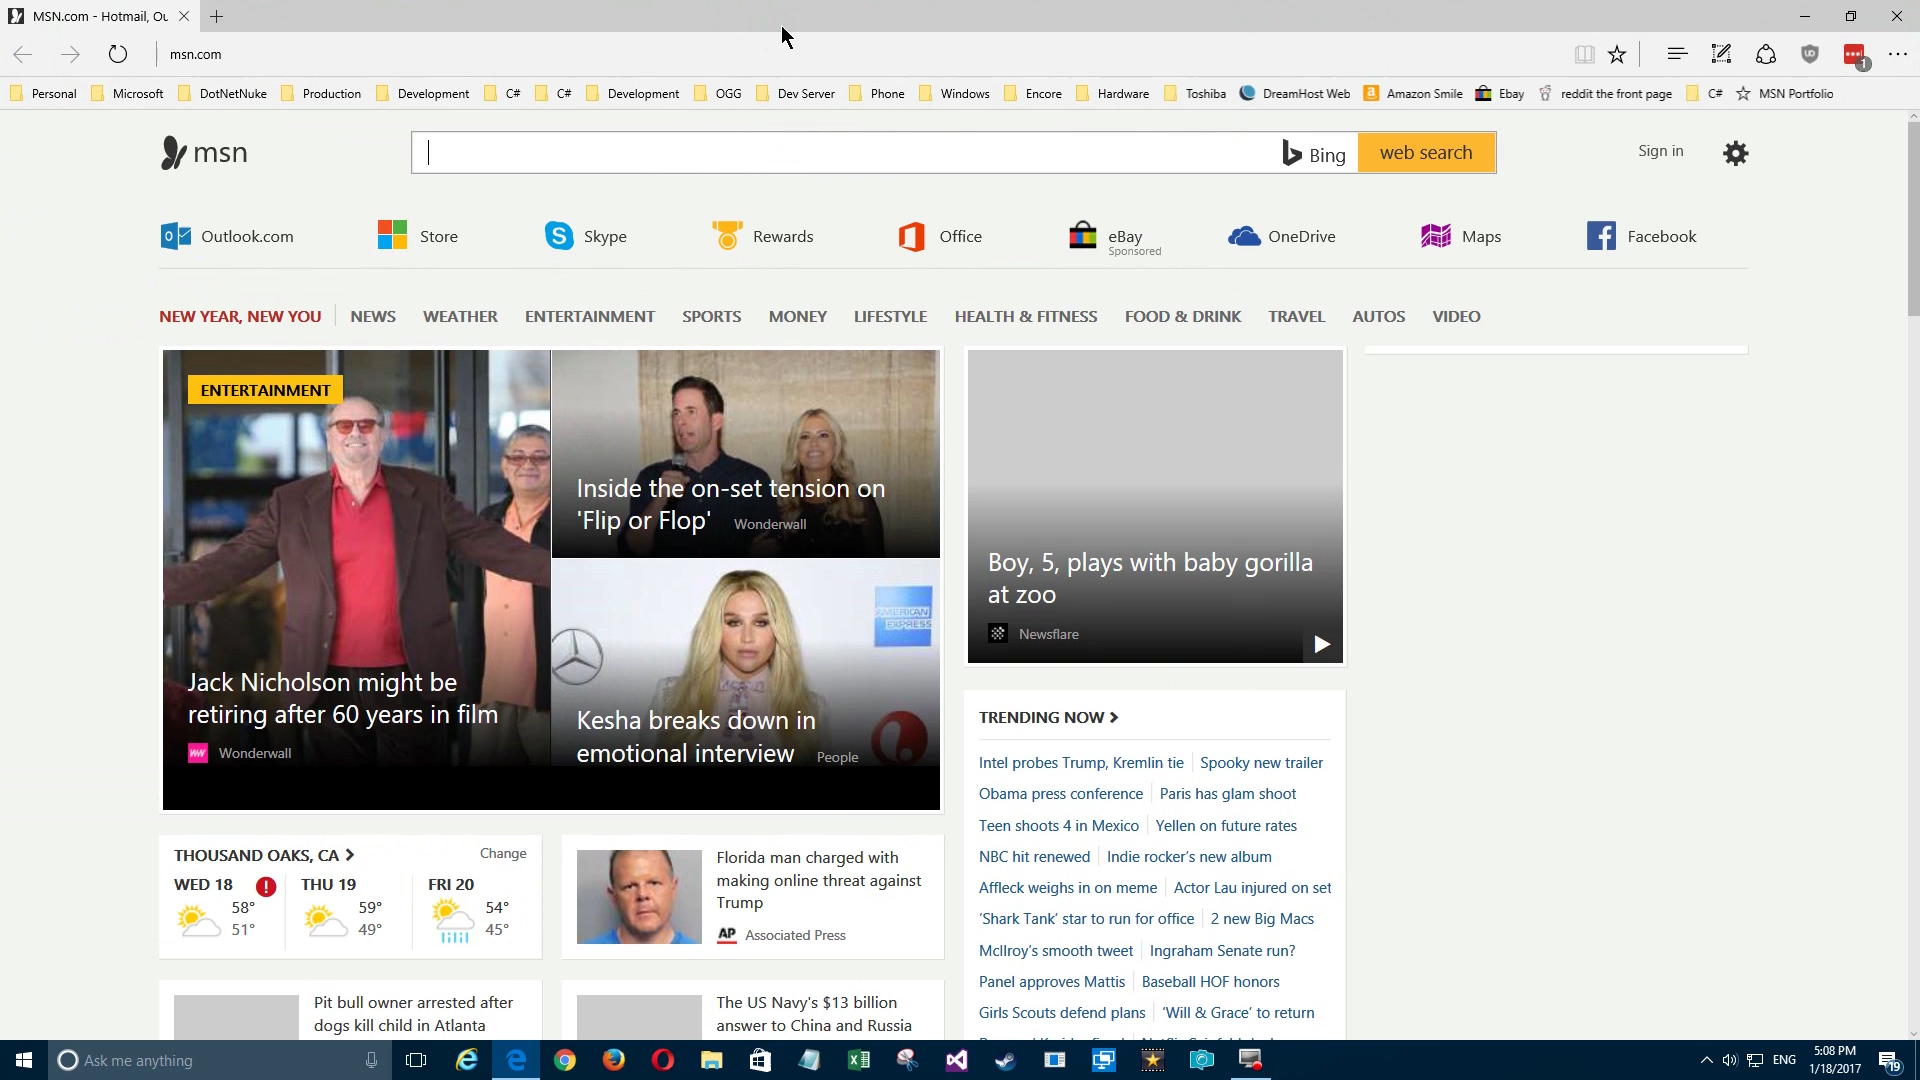 MSN.com - Hotmail, Ou
msn.com
1
Personal Microsoft DotNetNuke Production Development C# C# Development OGG Dev Server Phone Windows Encore Hardware Toshiba DreamHost Web Amazon Smile Ebay reddit the front page C# MSN Portfolio
msn
Bing
web search
Sign in
Outlook.com Store Skype Rewards Office eBay OneDrive Maps Facebook
Sponsored
NEW YEAR, NEW YOU NEWS WEATHER ENTERTAINMENT SPORTS MONEY LIFESTYLE HEALTH & FITNESS FOOD & DRINK TRAVEL AUTOS VIDEO
ENTERTAINMENT
Jack Nicholson might be
retiring after 60 years in film
Wonderwall
Inside the on-set tension on
'Flip or Flop' Wonderwall
AMERICAN
EXPRESS
Kesha breaks down in
emotional interview People
Boy, 5, plays with baby gorilla
at zoo
Newsflare
TRENDING NOW
Intel probes Trump, Kremlin tie Spooky new trailer
Obama press conference Paris has glam shoot
Teen shoots 4 in Mexico Yellen on future rates
NBC hit renewed Indie rocker's new album
Affleck weighs in on meme Actor Lau injured on set
'Shark Tank' star to run for office 2 new Big Macs
McIlroy's smooth tweet Ingraham Senate run?
Panel approves Mattis Baseball HOF honors
Girls Scouts defend plans 'Will & Grace' to return
THOUSAND OAKS, CA Change
WED 18 THU 19 FRI 20
58° 59° 54°
51° 49° 45°
Florida man charged with
making online threat against
Trump
AP Associated Press
Pit bull owner arrested after
dogs kill child in Atlanta
The US Navy's $13 billion
answer to China and Russia
Ask me anything
ENG
5:08 PM
1/18/2017
19